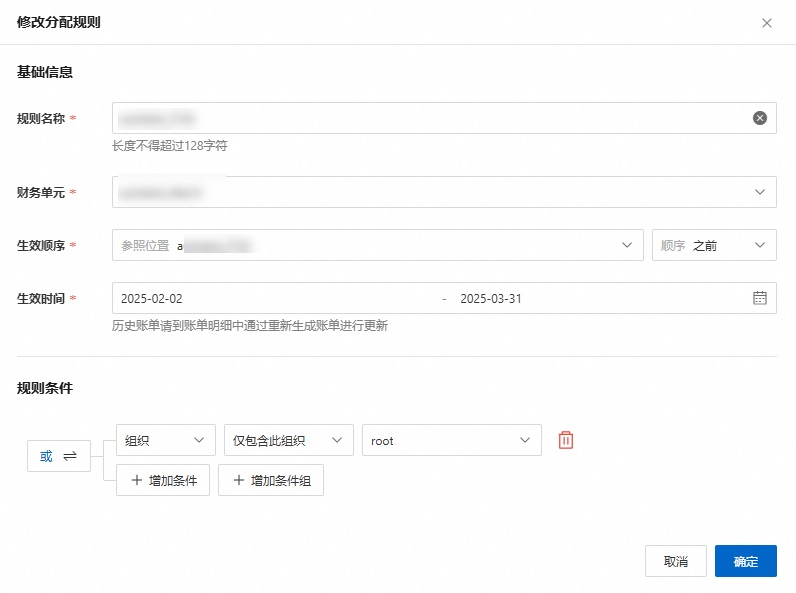 修改分配规则
基础信息
规则名称 *
长度不得超过128字符
财务单元 *
生效顺序 * 参照位置 a 顺序 之前
生效时间 * 2025-02-02 - 2025-03-31
历史账单请到账单明细中通过重新生成账单进行更新
规则条件
或 组织 仅包含此组织 root
增加条件 增加条件组
取消 确定